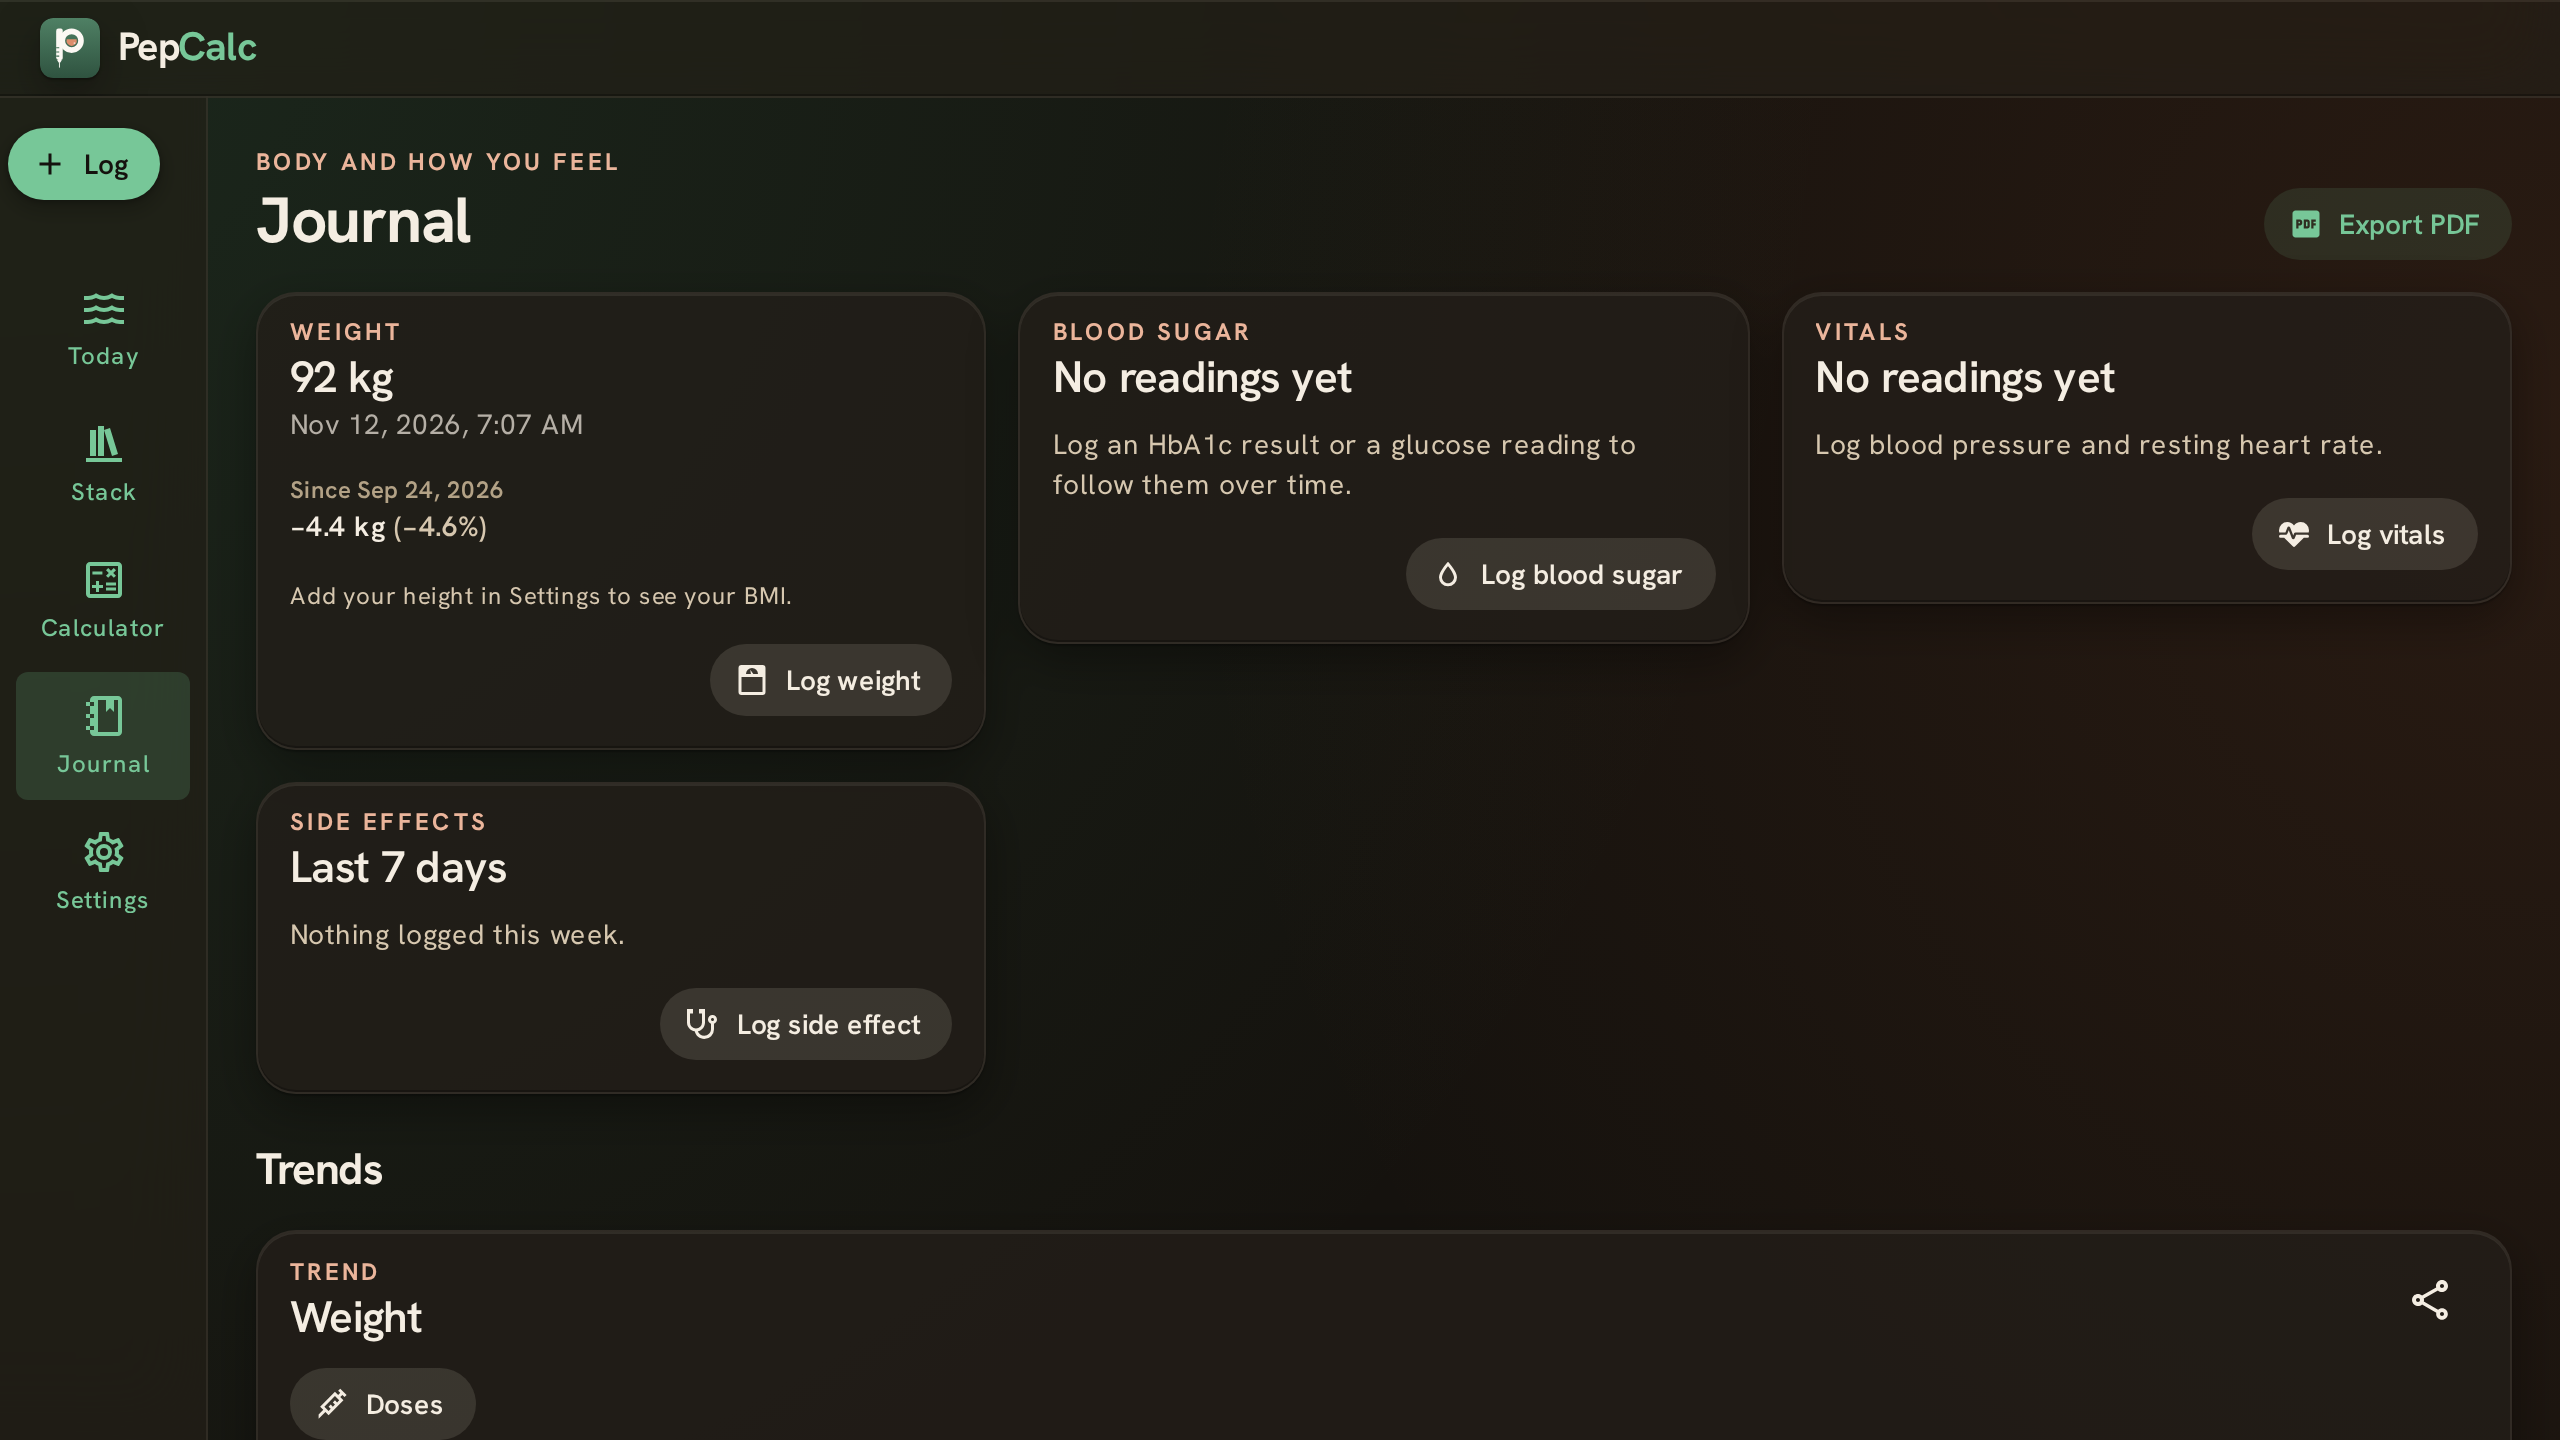 PepCalc
Log
Today
Stack
Calculator
Journal
Settings
BODY AND HOW YOU FEEL
Journal
PDF
Export PDF
WEIGHT
92 kg
Nov 12, 2026, 7:07 AM
Since Sep 24, 2026
−4.4 kg (−4.6%)
Add your height in Settings to see your BMI.
Log weight
BLOOD SUGAR
No readings yet
Log an HbA1c result or a glucose reading to
follow them over time.
Log blood sugar
VITALS
No readings yet
Log blood pressure and resting heart rate.
Log vitals
SIDE EFFECTS
Last 7 days
Nothing logged this week.
Log side effect
Trends
TREND
Weight
Doses